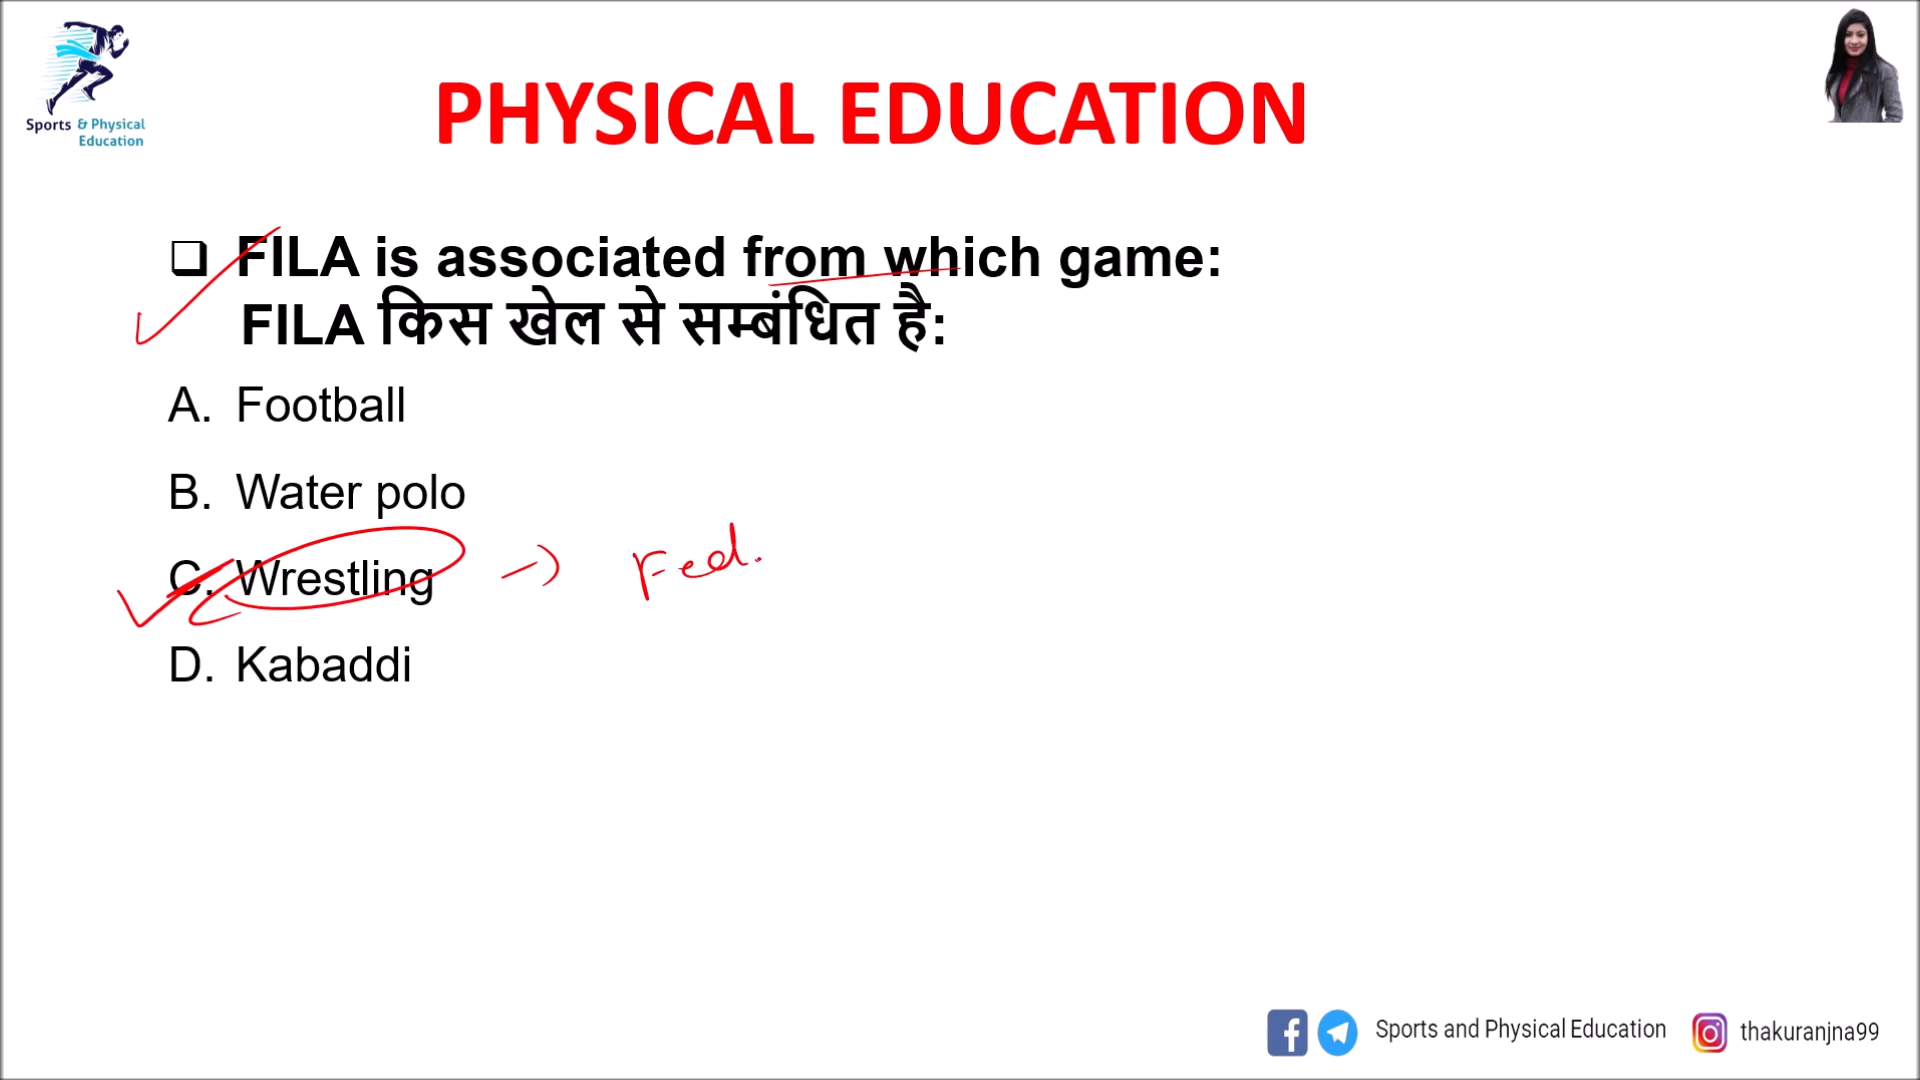 Sports & Physical
Education
PHYSICAL EDUCATION
FILA is associated from which game:
FILA किस खेल से सम्बंधित है:
A. Football
B. Water polo
C. Wrestling → Fed.
D. Kabaddi
Sports and Physical Education thakuranjna99